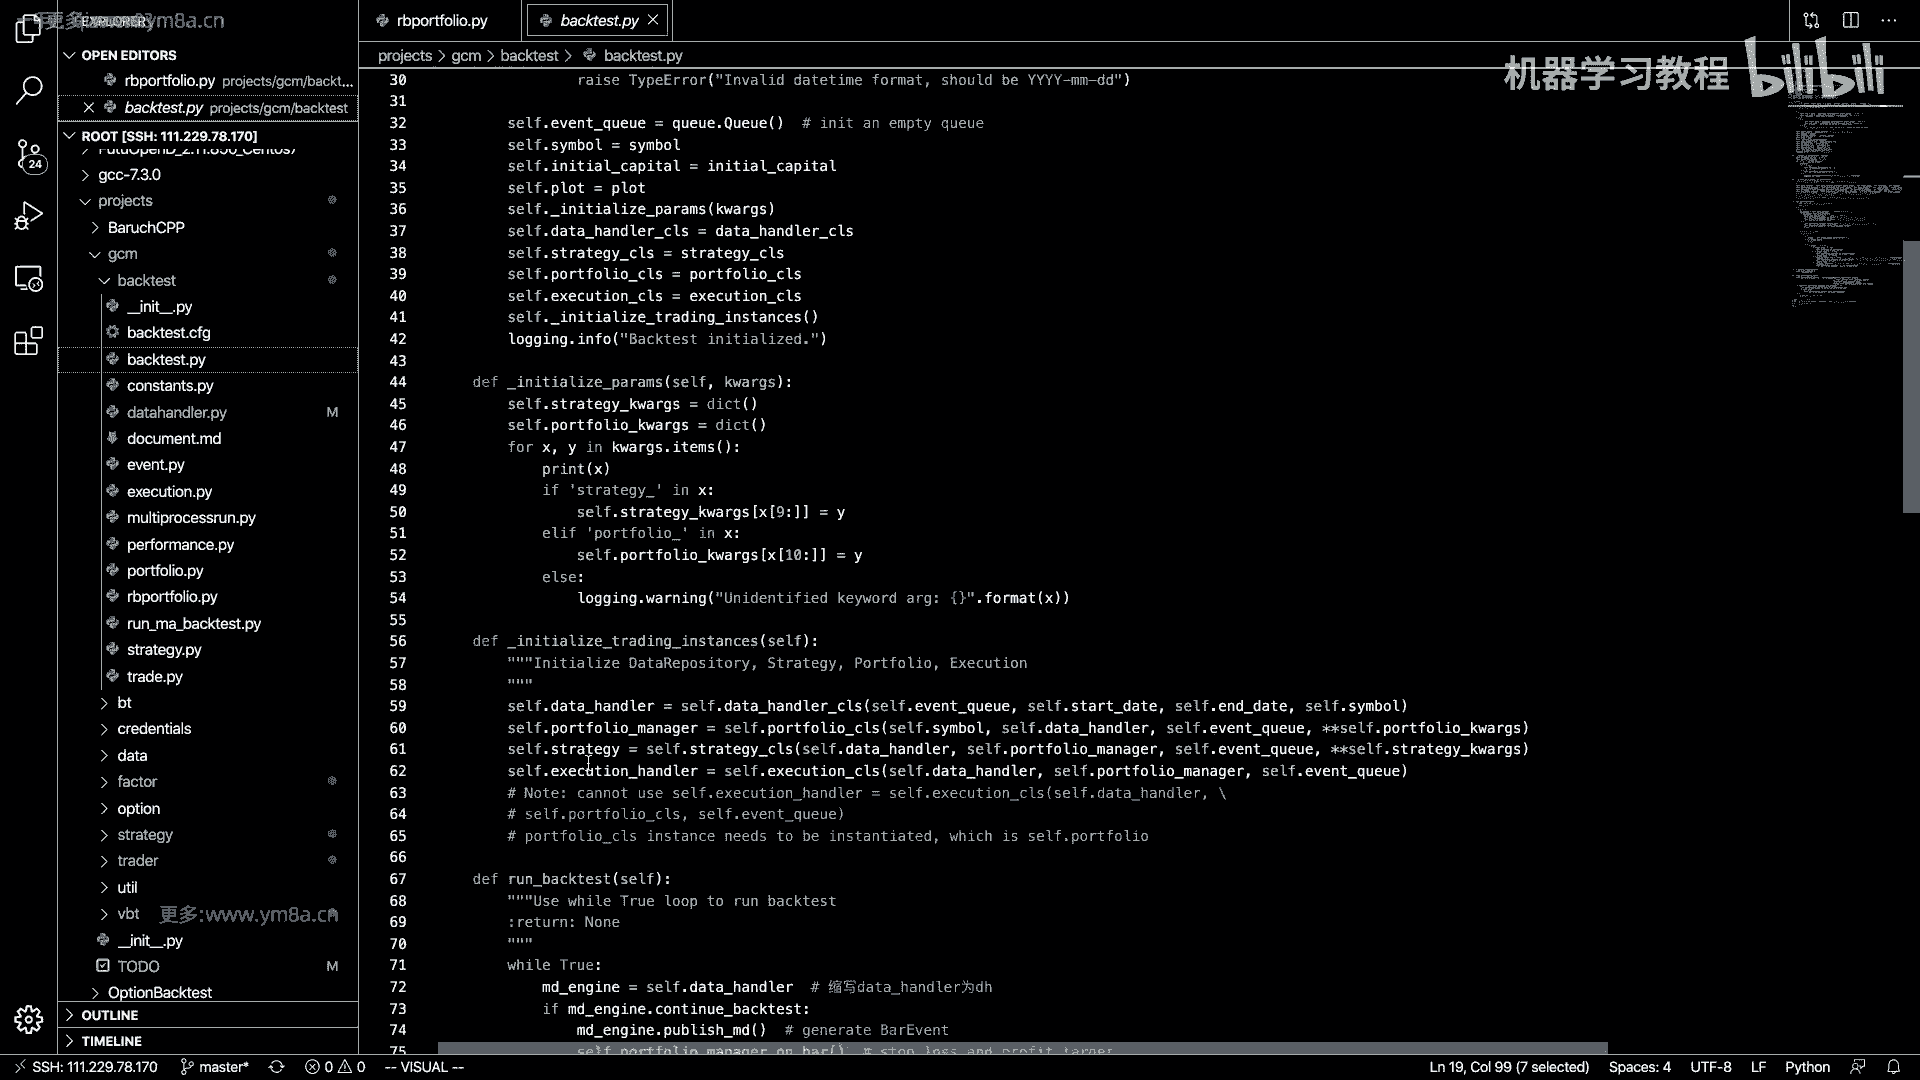 EXPLORER
更多:www.ym8a.cn
OPEN EDITORS
rbportfolio.py projects/gcm/backt...
backtest.py projects/gcm/backtest
ROOT [SSH: 111.229.78.170]
gcc-7.3.0
projects
BaruchCPP
gcm
backtest
__init__.py
backtest.cfg
backtest.py
constants.py
datahandler.py M
document.md
event.py
execution.py
multiprocessrun.py
performance.py
portfolio.py
rbportfolio.py
run_ma_backtest.py
strategy.py
trade.py
bt
credentials
data
factor
option
strategy
trader
util
vbt
更多:www.ym8a.cn
__init__.py
TODO M
OptionBacktest
OUTLINE
TIMELINE
24
rbportfolio.py
backtest.py
projects > gcm > backtest > backtest.py
机器学习教程 bilibili
30 raise TypeError("Invalid datetime format, should be YYYY-mm-dd")
31
32 self.event_queue = queue.Queue()  # init an empty queue
33 self.symbol = symbol
34 self.initial_capital = initial_capital
35 self.plot = plot
36 self._initialize_params(kwargs)
37 self.data_handler_cls = data_handler_cls
38 self.strategy_cls = strategy_cls
39 self.portfolio_cls = portfolio_cls
40 self.execution_cls = execution_cls
41 self._initialize_trading_instances()
42 logging.info("Backtest initialized.")
43
44 def _initialize_params(self, kwargs):
45 self.strategy_kwargs = dict()
46 self.portfolio_kwargs = dict()
47 for x, y in kwargs.items():
48 print(x)
49 if 'strategy_' in x:
50 self.strategy_kwargs[x[9:]] = y
51 elif 'portfolio_' in x:
52 self.portfolio_kwargs[x[10:]] = y
53 else:
54 logging.warning("Unidentified keyword arg: {}".format(x))
55
56 def _initialize_trading_instances(self):
57 """Initialize DataRepository, Strategy, Portfolio, Execution
58 """
59 self.data_handler = self.data_handler_cls(self.event_queue, self.start_date, self.end_date, self.symbol)
60 self.portfolio_manager = self.portfolio_cls(self.symbol, self.data_handler, self.event_queue, **self.portfolio_kwargs)
61 self.strategy = self.strategy_cls(self.data_handler, self.portfolio_manager, self.event_queue, **self.strategy_kwargs)
62 self.execution_handler = self.execution_cls(self.data_handler, self.portfolio_manager, self.event_queue)
63 # Note: cannot use self.execution_handler = self.execution_cls(self.data_handler, \
64 # self.portfolio_cls, self.event_queue)
65 # portfolio_cls instance needs to be instantiated, which is self.portfolio
66
67 def run_backtest(self):
68 """Use while True loop to run backtest
69 :return: None
70 """
71 while True:
72 md_engine = self.data_handler  # 缩写data_handler为dh
73 if md_engine.continue_backtest:
74 md_engine.publish_md()  # generate BarEvent
75 self.portfolio_manager.on_bar()  # stop loss and profit
SSH: 111.229.78.170 master* 0 0 -- VISUAL -- Ln 19, Col 99 (7 selected) Spaces: 4 UTF-8 LF Python